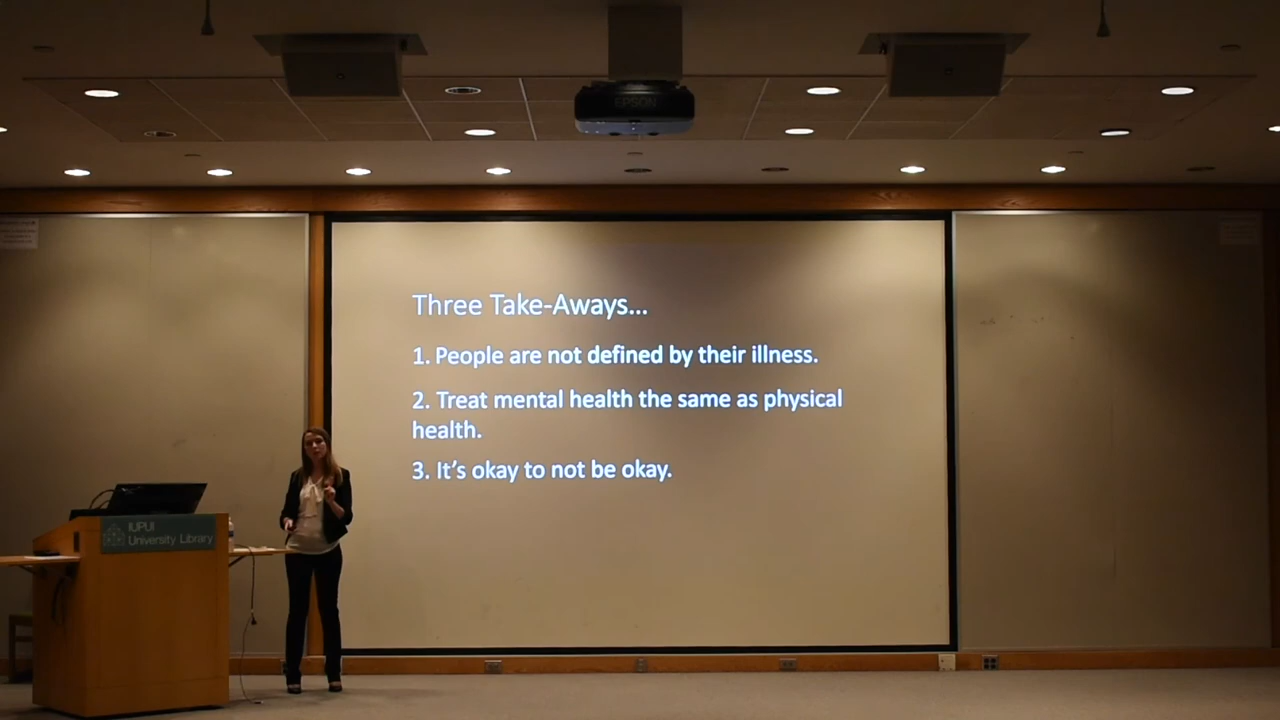 EPSON
Three Take-Aways...
1. People are not defined by their illness.
2. Treat mental health the same as physical
health.
3. It's okay to not be okay.
IUPUI
University Library